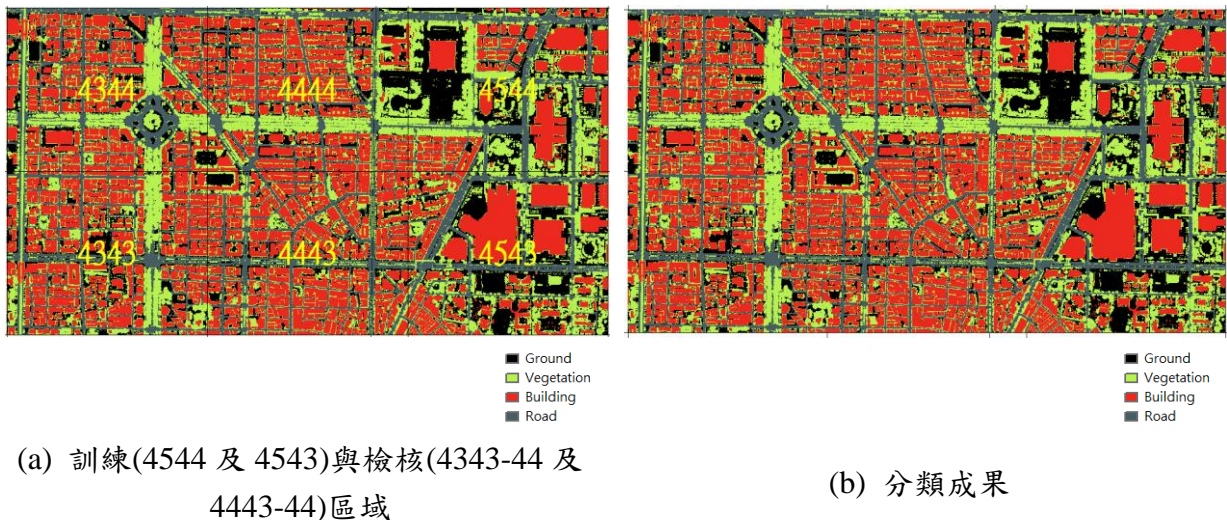 4344
4444
4544
4343
4443
4543
Ground
Vegetation
Building
Road
Ground
Vegetation
Building
Road
(a) 訓練(4544 及 4543)與檢核(4343-44 及
4443-44)區域
(b) 分類成果